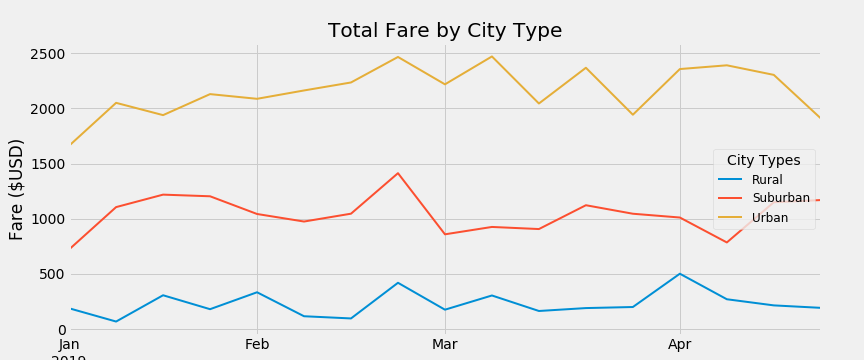 Total Fare by City Type
Fare ($USD)
2500
2000
1500
1000
500
0
City Types
Rural
Suburban
Urban
Jan Feb Mar Apr
2019